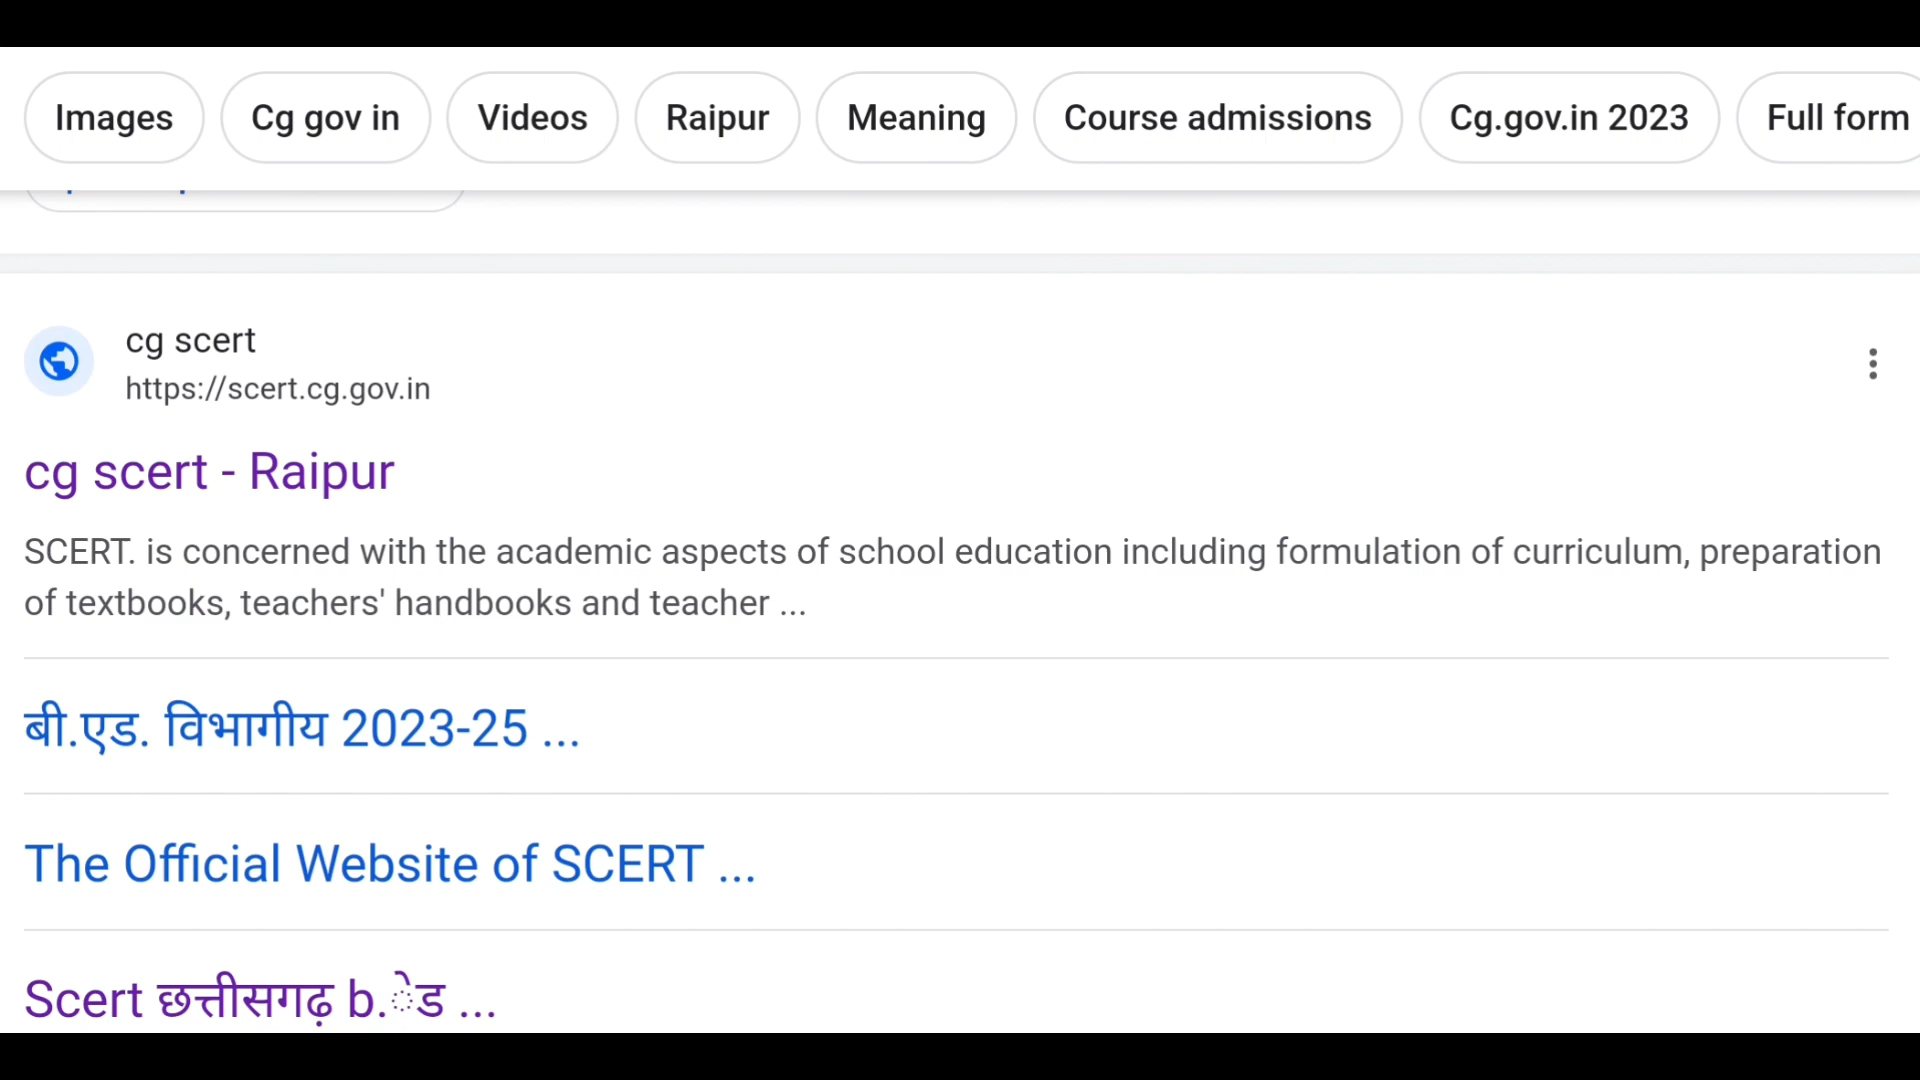 Images Cg gov in Videos Raipur Meaning Course admissions Cg.gov.in 2023 Full form
cg scert
https://scert.cg.gov.in
cg scert - Raipur
SCERT. is concerned with the academic aspects of school education including formulation of curriculum, preparation
of textbooks, teachers' handbooks and teacher ...
बी.एड. विभागीय 2023-25 ...
The Official Website of SCERT ...
Scert छत्तीसगढ़ b.ेड ...